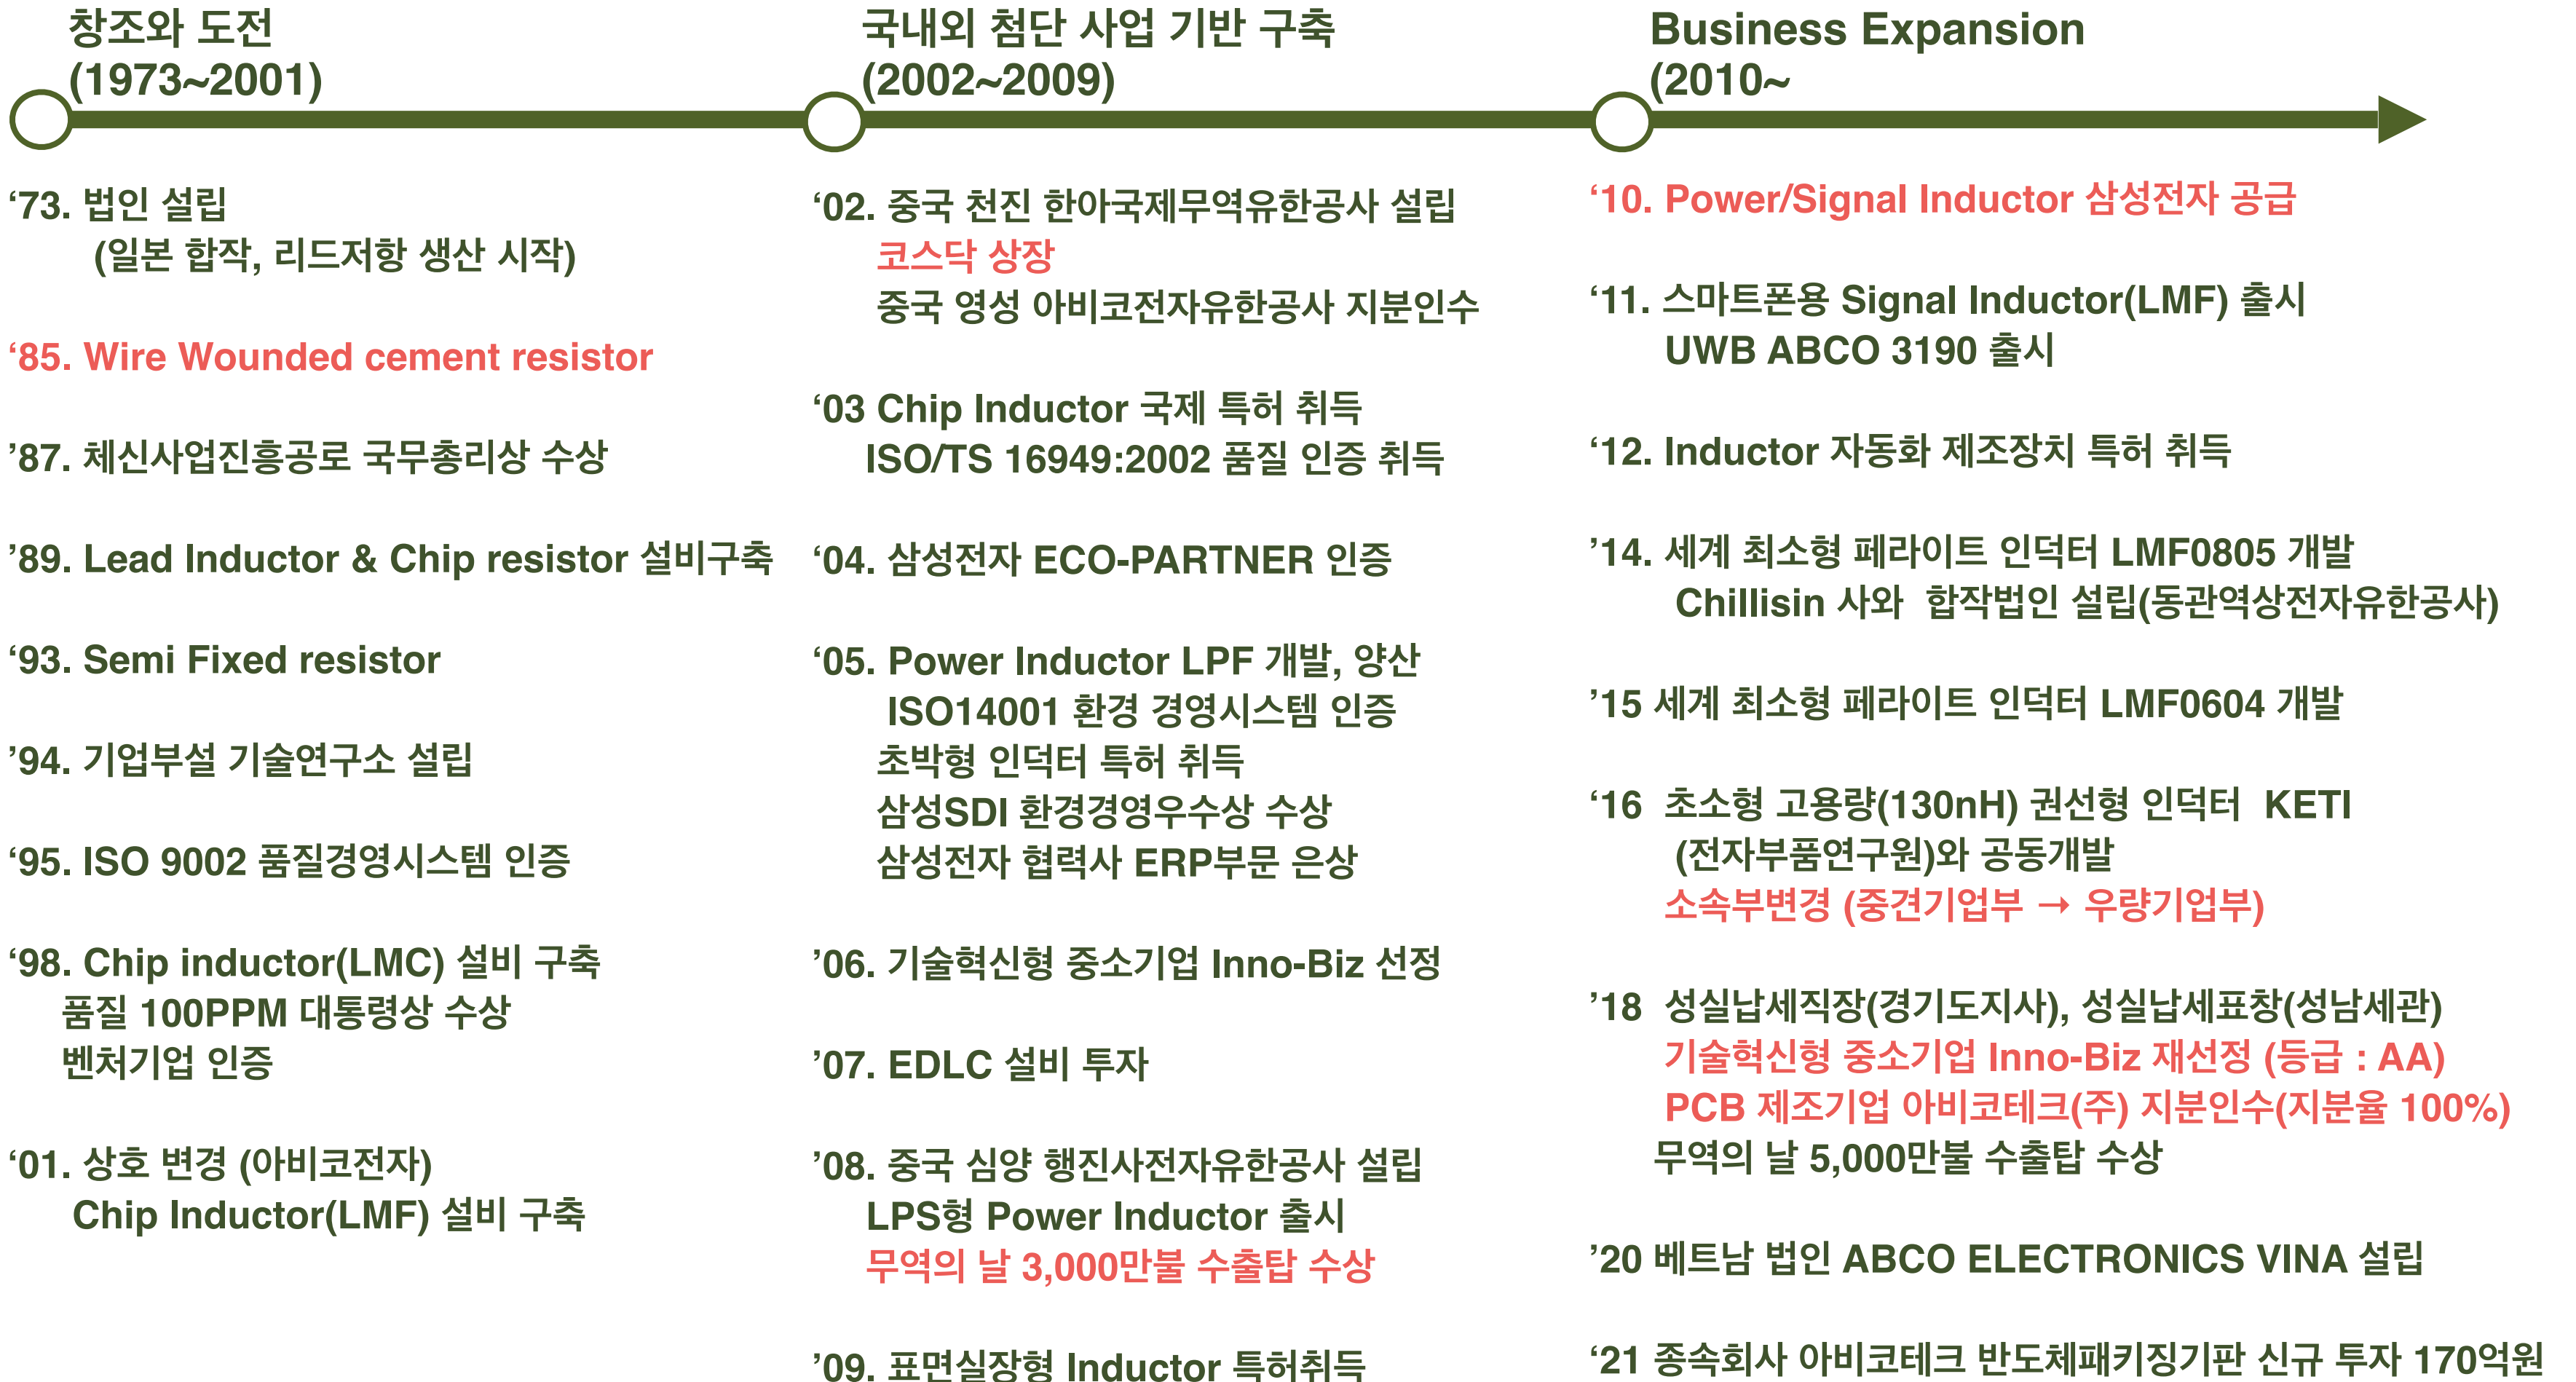 창조와 도전
(1973~2001)
‘73. 법인 설립
(일본 합작, 리드저항 생산 시작)
‘85. Wire Wounded cement resistor
’87. 체신사업진흥공로 국무총리상 수상
’89. Lead Inductor & Chip resistor 설비구축
‘93. Semi Fixed resistor
’94. 기업부설 기술연구소 설립
‘95. ISO 9002 품질경영시스템 인증
‘98. Chip inductor(LMC) 설비 구축
품질 100PPM 대통령상 수상
벤처기업 인증
‘01. 상호 변경 (아비코전자)
Chip Inductor(LMF) 설비 구축
국내외 첨단 사업 기반 구축
(2002~2009)
‘02. 중국 천진 한아국제무역유한공사 설립
코스닥 상장
중국 영성 아비코전자유한공사 지분인수
‘03 Chip Inductor 국제 특허 취득
ISO/TS 16949:2002 품질 인증 취득
‘04. 삼성전자 ECO-PARTNER 인증
‘05. Power Inductor LPF 개발, 양산
ISO14001 환경 경영시스템 인증
초박형 인덕터 특허 취득
삼성SDI 환경경영우수상 수상
삼성전자 협력사 ERP부문 은상
’06. 기술혁신형 중소기업 Inno-Biz 선정
’07. EDLC 설비 투자
’08. 중국 심양 행진사전자유한공사 설립
LPS형 Power Inductor 출시
무역의 날 3,000만불 수출탑 수상
’09. 표면실장형 Inductor 특허취득
Business Expansion
(2010~
‘10. Power/Signal Inductor 삼성전자 공급
‘11. 스마트폰용 Signal Inductor(LMF) 출시
UWB ABCO 3190 출시
‘12. Inductor 자동화 제조장치 특허 취득
’14. 세계 최소형 페라이트 인덕터 LMF0805 개발
Chillisin 사와 합작법인 설립(동관역상전자유한공사)
’15 세계 최소형 페라이트 인덕터 LMF0604 개발
‘16 초소형 고용량(130nH) 권선형 인덕터 KETI
(전자부품연구원)와 공동개발
소속부변경 (중견기업부 → 우량기업부)
’18 성실납세직장(경기도지사), 성실납세표창(성남세관)
기술혁신형 중소기업 Inno-Biz 재선정 (등급 : AA)
PCB 제조기업 아비코테크(주) 지분인수(지분율 100%)
무역의 날 5,000만불 수출탑 수상
’20 베트남 법인 ABCO ELECTRONICS VINA 설립
‘21 종속회사 아비코테크 반도체패키징기판 신규 투자 170억원